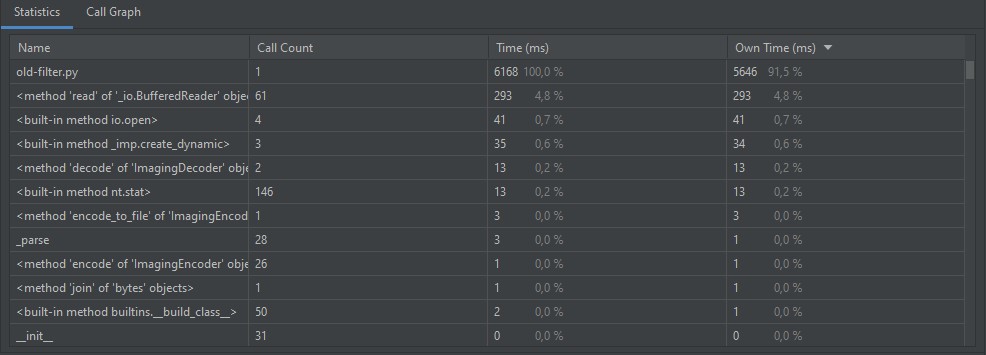 Statistics Call Graph
Name Call Count Time (ms) Own Time (ms)
old-filter.py 1 6168 100,0 % 5646 91,5 %
<method 'read' of '_io.BufferedReader' obje 61 293 4,8 % 293 4,8 %
<built-in method io.open> 4 41 0,7 % 41 0,7 %
<built-in method _imp.create_dynamic> 3 35 0,6 % 34 0,6 %
<method 'decode' of 'ImagingDecoder' obje 2 13 0,2 % 13 0,2 %
<built-in method nt.stat> 146 13 0,2 % 13 0,2 %
<method 'encode_to_file' of 'ImagingEncod 1 3 0,0 % 3 0,0 %
_parse 28 3 0,0 % 1 0,0 %
<method 'encode' of 'ImagingEncoder' obje 26 1 0,0 % 1 0,0 %
<method 'join' of 'bytes' objects> 1 1 0,0 % 1 0,0 %
<built-in method builtins.__build_class__> 50 2 0,0 % 1 0,0 %
__init__ 31 0 0,0 % 0 0,0 %